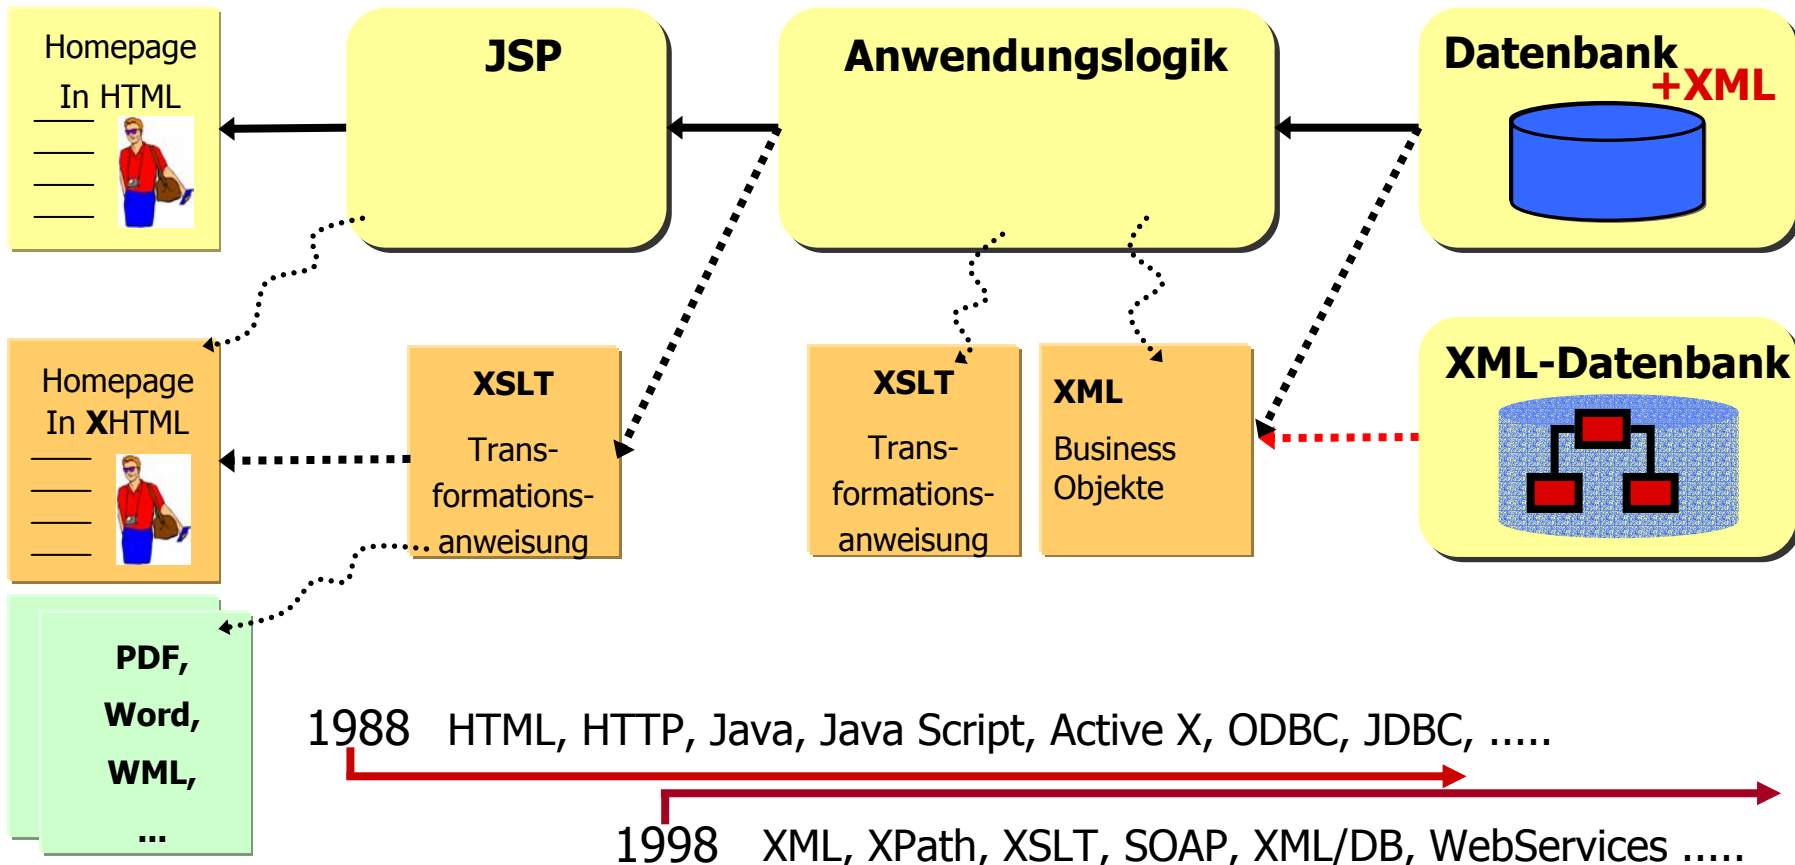 Homepage
In HTML
JSP
Anwendungslogik
Datenbank
+XML
Homepage
In XHTML
XSLT
Trans-
formations-
anweisung
XSLT
Trans-
formations-
anweisung
XML
Business
Objekte
XML-Datenbank
PDF,
Word,
WML,
...
1988 HTML, HTTP, Java, Java Script, Active X, ODBC, JDBC, .....
1998 XML, XPath, XSLT, SOAP, XML/DB, WebServices .....